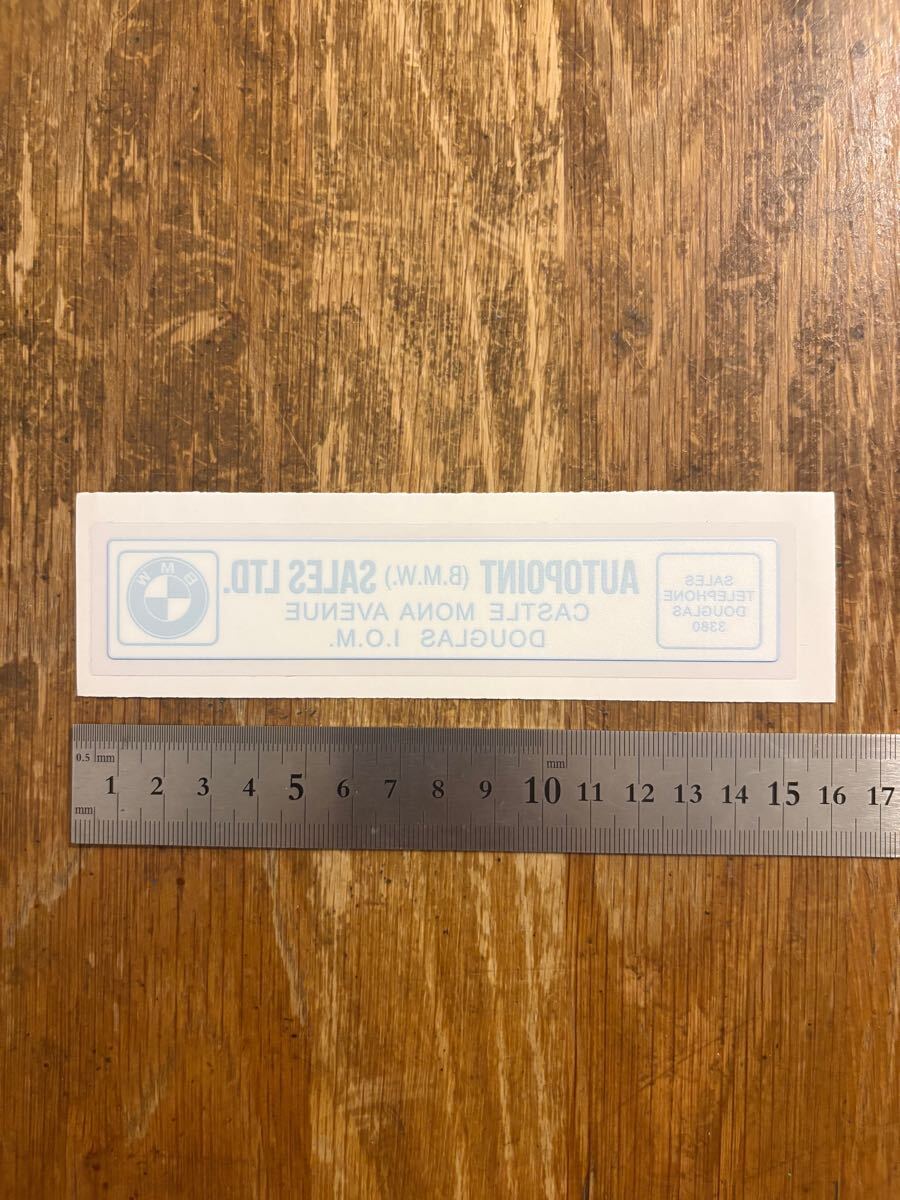 BMW
AUTOPOINT (B.M.W.) SALES LTD.
CASTLE MONA AVENUE
DOUGLAS I.O.M.
SALES
TELEPHONE
DOUGLAS
3380
0.5 mm
mm
1 2 3 4 5 6 7 8 9 10 11 12 13 14 15 16 17
mm